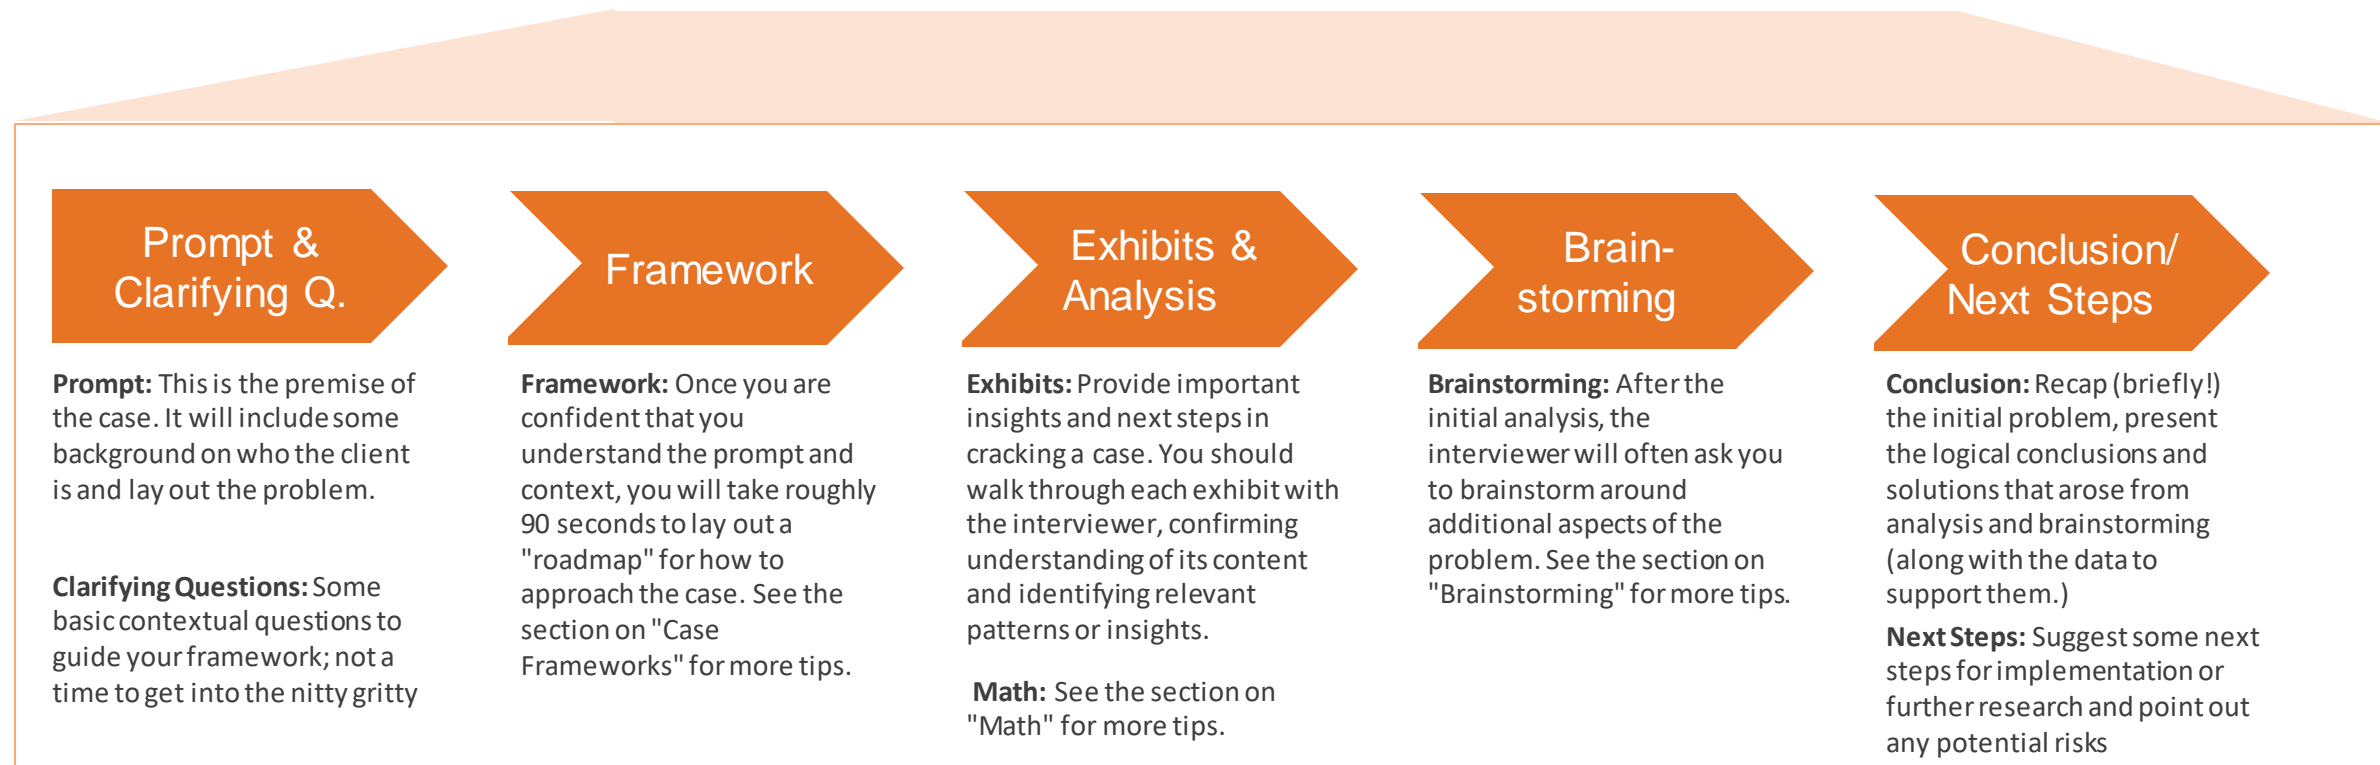 Prompt &
Clarifying Q.
Framework
Exhibits &
Analysis
Brain-
storming
Conclusion/
Next Steps
Prompt: This is the premise of
the case. It will include some
background on who the client
is and lay out the problem.
Clarifying Questions: Some
basic contextual questions to
guide your framework; not a
time to get into the nitty gritty
Framework: Once you are
confident that you
understand the prompt and
context, you will take roughly
90 seconds to lay out a
"roadmap" for how to
approach the case. See the
section on "Case
Frameworks" for more tips.
Exhibits: Provide important
insights and next steps in
cracking a case. You should
walk through each exhibit with
the interviewer, confirming
understanding of its content
and identifying relevant
patterns or insights.
Math: See the section on
"Math" for more tips.
Brainstorming: After the
initial analysis, the
interviewer will often ask you
to brainstorm around
additional aspects of the
problem. See the section on
"Brainstorming" for more tips.
Conclusion: Recap (briefly!)
the initial problem, present
the logical conclusions and
solutions that arose from
analysis and brainstorming
(along with the data to
support them.)
Next Steps: Suggest some next
steps for implementation or
further research and point out
any potential risks